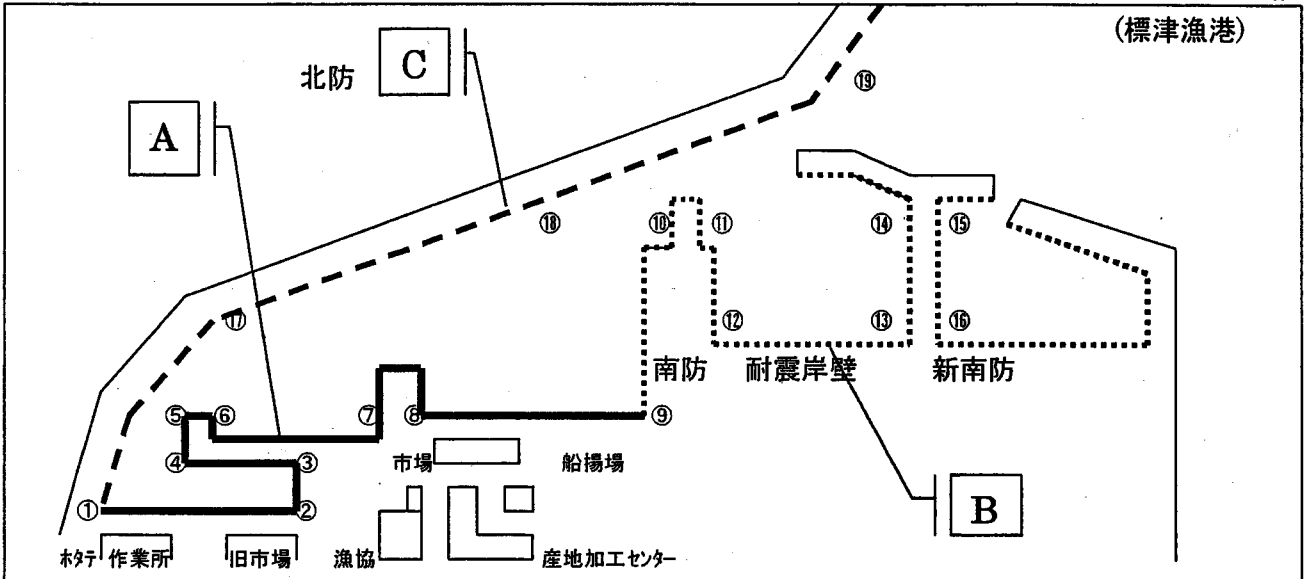 (標津漁港)
北防
C
A
⑲
⑱
⑩
⑪
⑭
⑮
⑰
⑫
⑬
⑯
南防 耐震岸壁 新南防
⑤
⑥
⑦
⑧
⑨
④
③
市場
船揚場
①
②
B
ホタテ 作業所
旧市場
漁協
産地加工センター